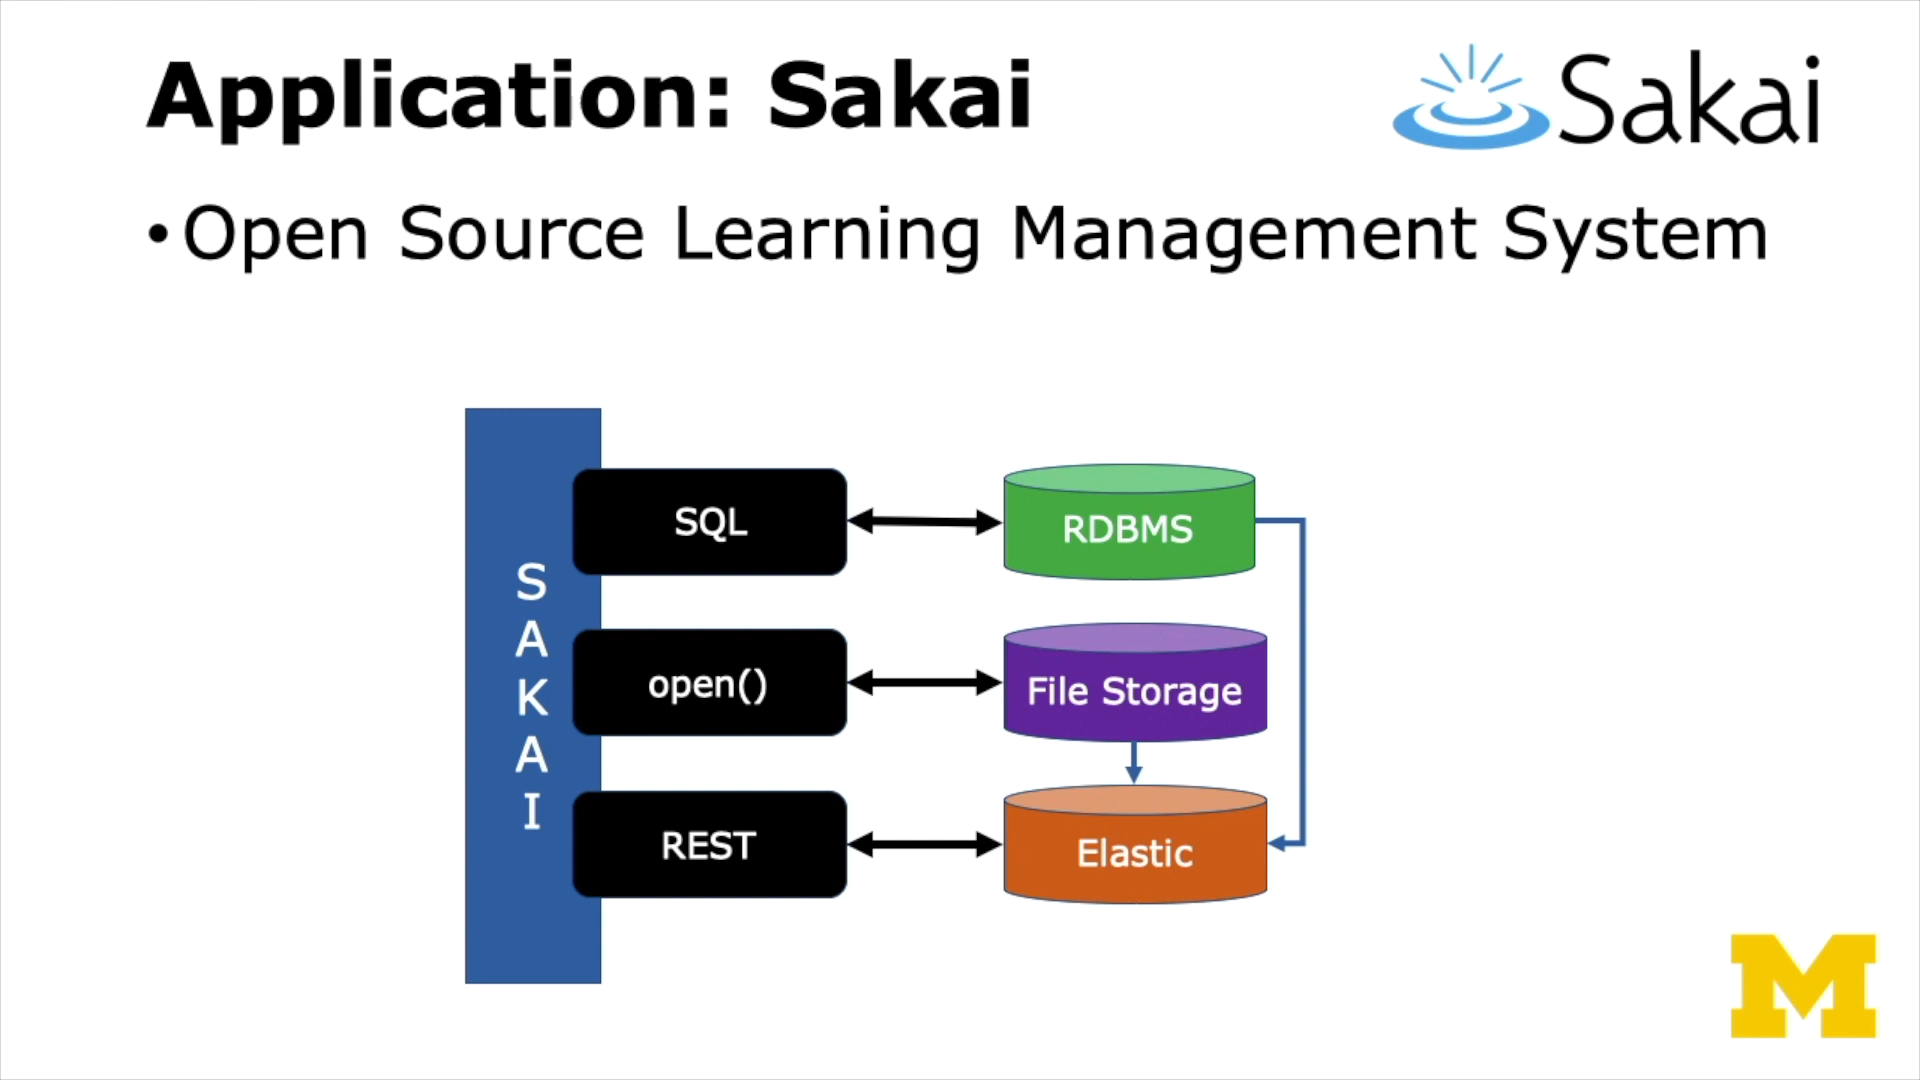 Application: Sakai
Sakai
• Open Source Learning Management System
S
A
K
A
I
SQL
RDBMS
open()
File Storage
REST
Elastic
M